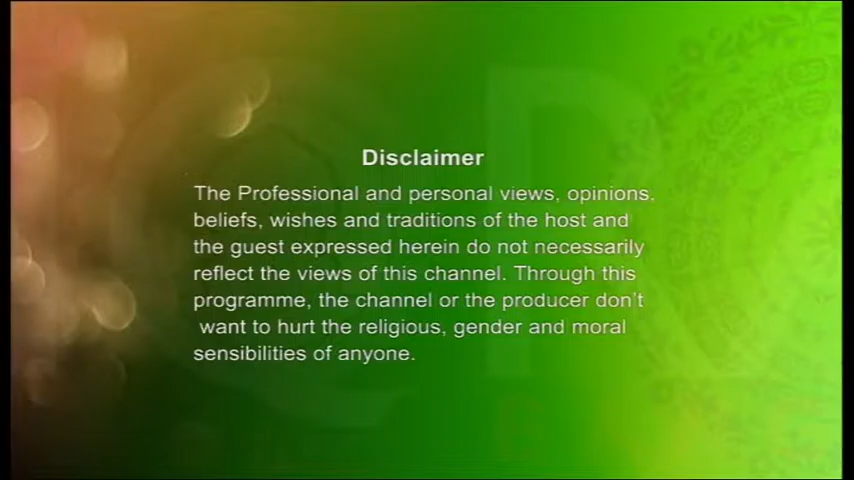 Disclaimer
The Professional and personal views, opinions,
beliefs, wishes and traditions of the host and
the guest expressed herein do not necessarily
reflect the views of this channel. Through this
programme, the channel or the producer don't
want to hurt the religious, gender and moral
sensibilities of anyone.